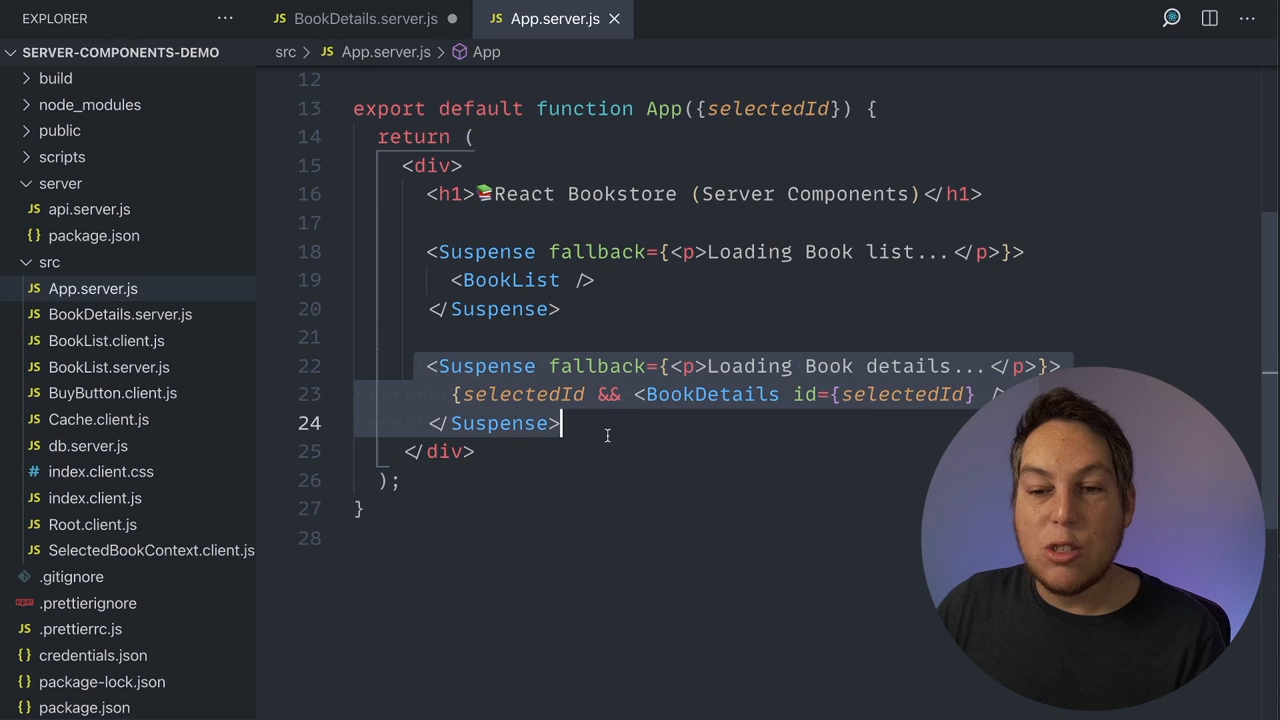 EXPLORER
SERVER-COMPONENTS-DEMO
build
node_modules
public
scripts
server
JS api.server.js
{} package.json
src
JS App.server.js
JS BookDetails.server.js
JS BookList.client.js
JS BookList.server.js
JS BuyButton.client.js
JS Cache.client.js
JS db.server.js
# index.client.css
JS index.client.js
JS Root.client.js
JS SelectedBookContext.client.js
.gitignore
.prettierignore
JS .prettierrc.js
{} credentials.json
{} package-lock.json
{} package.json
JS BookDetails.server.js
JS App.server.js
src > JS App.server.js > App
12
13 export default function App({selectedId}) {
14 return (
15 <div>
16 <h1>📚React Bookstore (Server Components)</h1>
17
18 <Suspense fallback={<p>Loading Book list...</p>}>
19 <BookList />
20 </Suspense>
21
22 <Suspense fallback={<p>Loading Book details...</p>}>
23 {selectedId && <BookDetails id={selectedId} /
24 </Suspense>
25 </div>
26 );
27 }
28